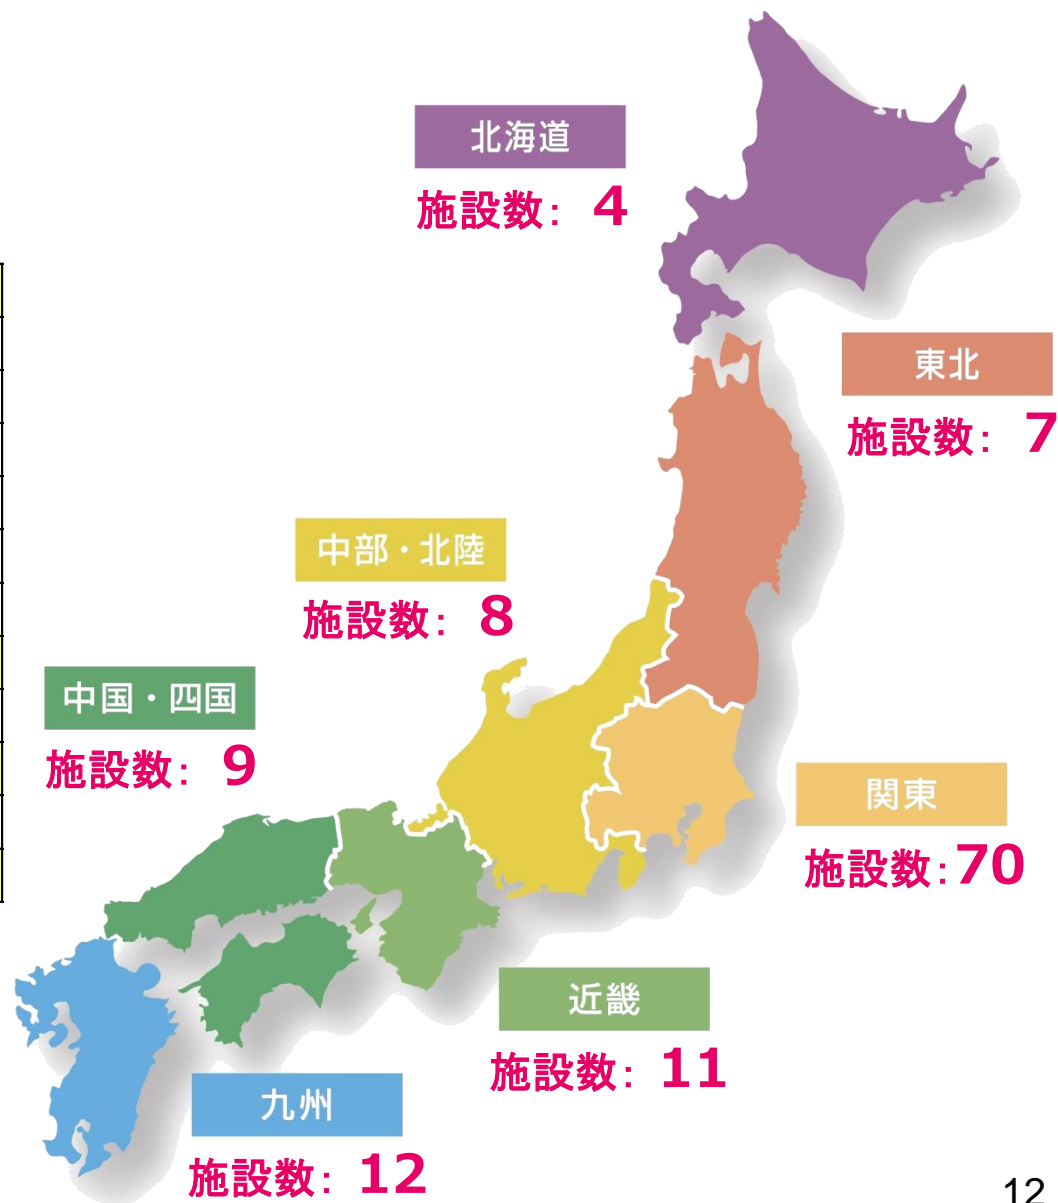 北海道
施設数： 4
東北
施設数： 7
中部・北陸
施設数： 8
中国・四国
施設数： 9
関東
施設数：70
近畿
施設数： 11
九州
施設数： 12
12